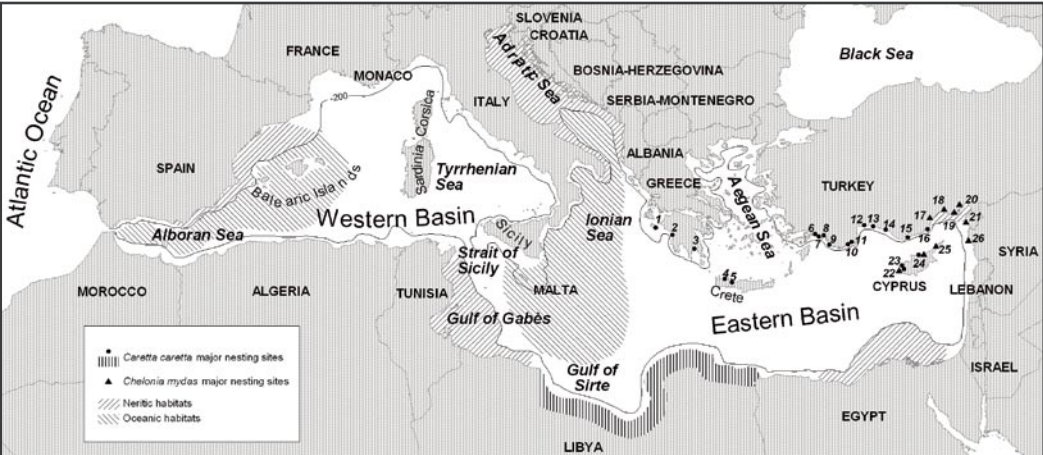 SLOVENIA
CROATIA
FRANCE
Adriatic Sea
Black Sea
MONACO
BOSNIA-HERZEGOVINA
200
ITALY
SERBIA-MONTENEGRO
Atlantic Ocean
Corsica
Sardinia
ALBANIA
SPAIN
Tyrrhenian
Sea
GREECE
TURKEY
Balearic Islands
Aegean Sea
Western Basin
Ionian
Sea
Alboran Sea
Sicily
Strait of
Sicily
1
2
3
4
5
6
7
8
9
10
11
12
13
14
15
16
17
18
19
20
21
22
23
24
25
26
SYRIA
CYPRUS
LEBANON
MOROCCO
ALGERIA
TUNISIA
MALTA
Crete
Gulf of Gabès
Eastern Basin
Gulf of
Sirte
ISRAEL
EGYPT
LIBYA
Caretta caretta major nesting sites
Chelonia mydas major nesting sites
Neritic habitats
Oceanic habitats